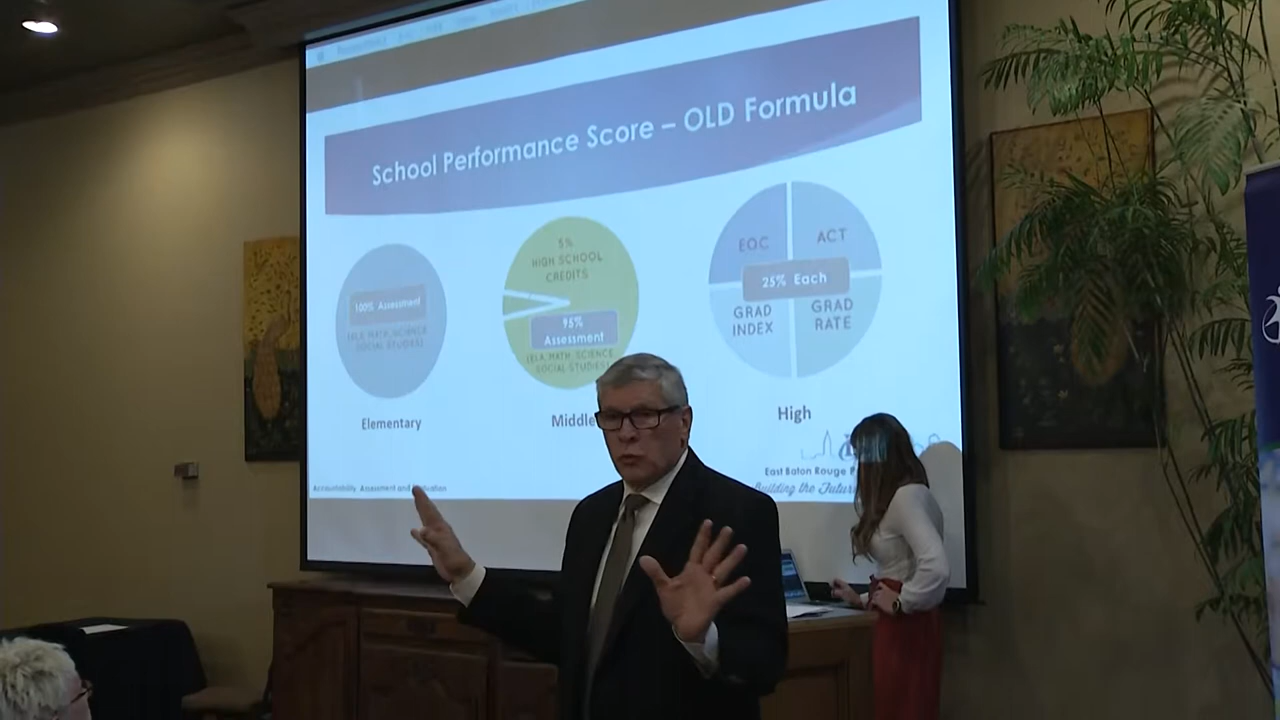 School Performance Score – OLD Formula
100% Assessment
(ELA, MATH, SCIENCE
SOCIAL STUDIES)
Elementary
5%
HIGH SCHOOL
CREDITS
95%
Assessment
(ELA, MATH, SCIENCE
SOCIAL STUDIES)
Middle
EOC
ACT
25% Each
GRAD
INDEX
GRAD
RATE
High
East Baton Rouge P
Building the Futur
Accountability, Assessment and Evaluation